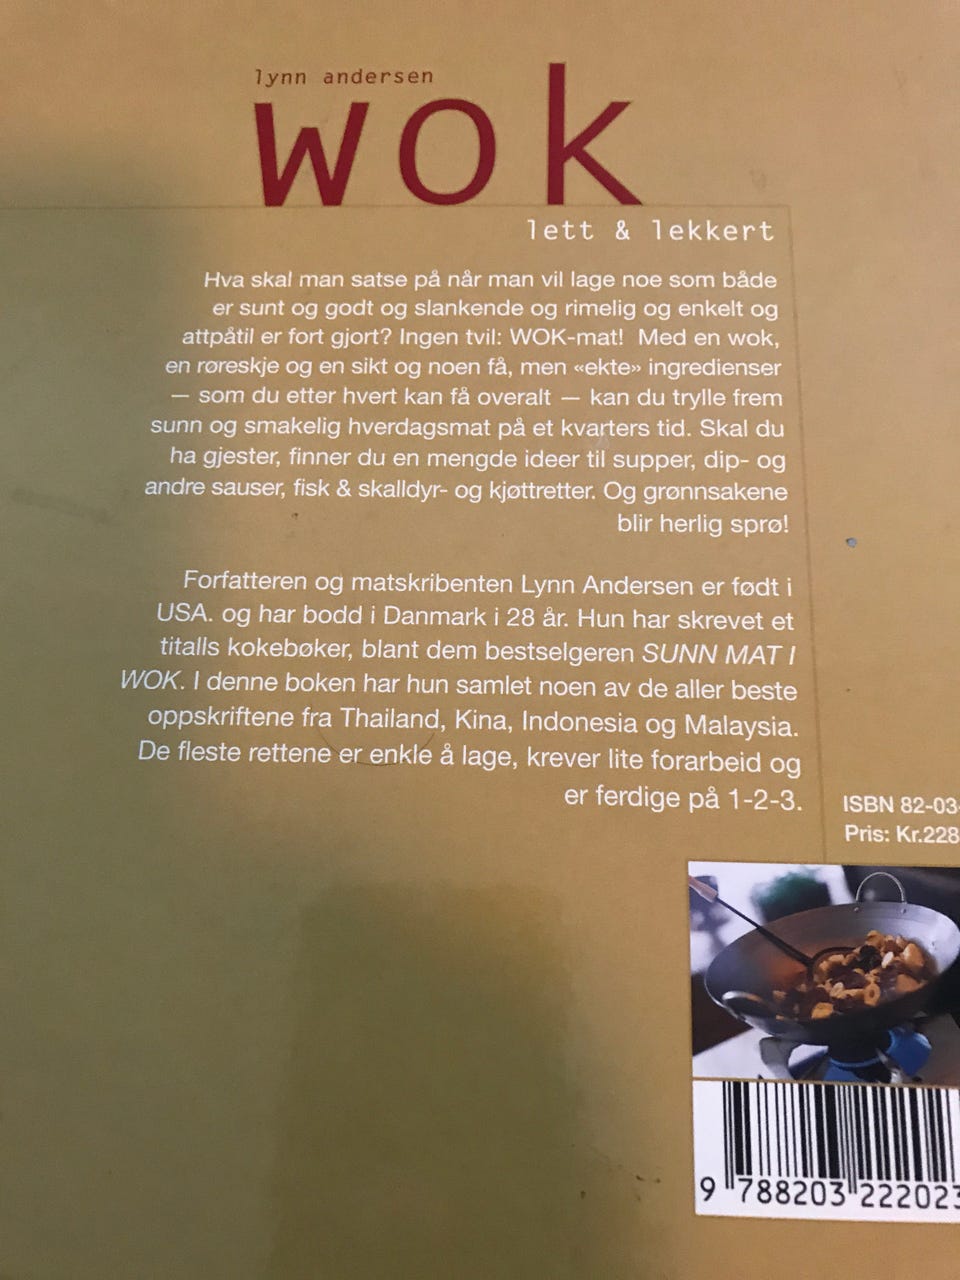 lynn andersen
wok
lett & lekkert
Hva skal man satse på når man vil lage noe som både
er sunt og godt og slankende og rimelig og enkelt og
attpåtil er fort gjort? Ingen tvil: WOK-mat! Med en wok,
en røreskje og en sikt og noen få, men «ekte» ingredienser
— som du etter hvert kan få overalt — kan du trylle frem
sunn og smakelig hverdagsmat på et kvarters tid. Skal du
ha gjester, finner du en mengde ideer til supper, dip- og
andre sauser, fisk & skalldyr- og kjøttretter. Og grønnsakene
blir herlig sprø!
Forfatteren og matskribenten Lynn Andersen er født i
USA. og har bodd i Danmark i 28 år. Hun har skrevet et
titalls kokebøker, blant dem bestselgeren SUNN MAT I
WOK. I denne boken har hun samlet noen av de aller beste
oppskriftene fra Thailand, Kina, Indonesia og Malaysia.
De fleste rettene er enkle å lage, krever lite forarbeid og
er ferdige på 1-2-3.
ISBN 82-03-
Pris: Kr.228
9 788203 222023